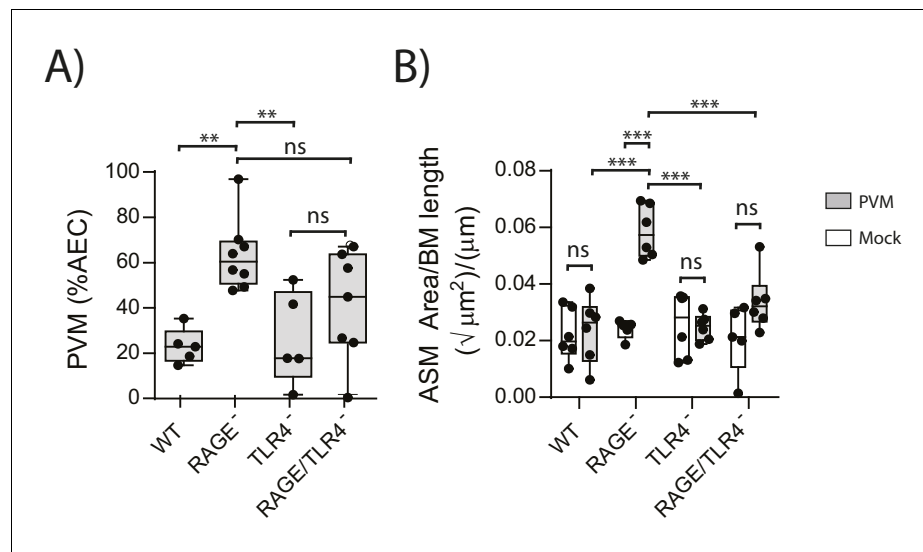 A)
**
**
ns
ns
PVM (%AEC)
100
80
60
40
20
0
WT
RAGE-
TLR4-
RAGE/TLR4-
B)
***
***
***
***
ns
ns
ns
ASM Area/BM length
(√ μm²)/(μm)
0.08
0.06
0.04
0.02
0.00
WT
RAGE-
TLR4-
RAGE/TLR4-
PVM
Mock